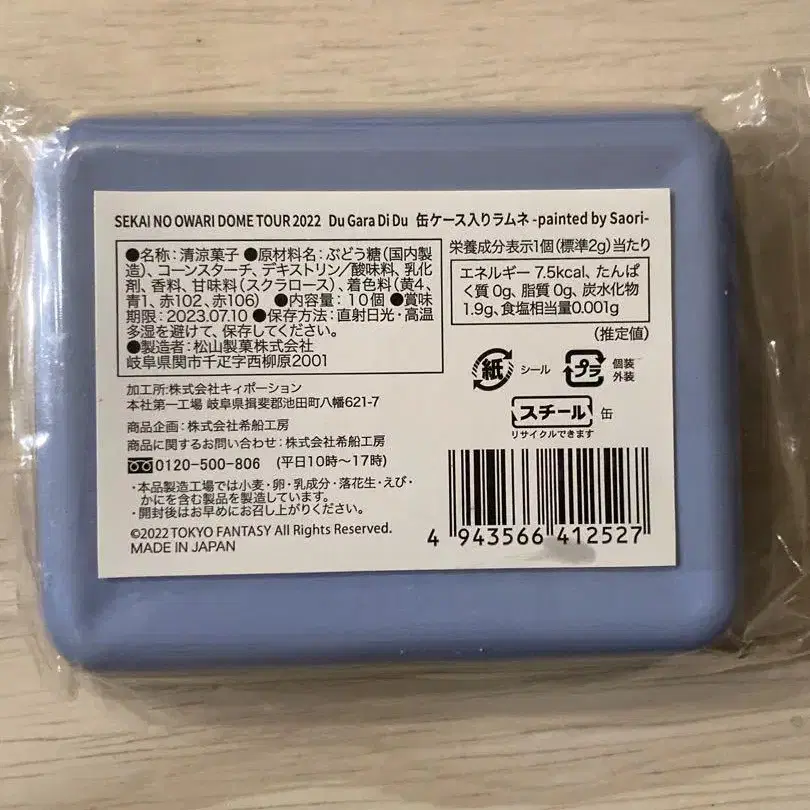 SEKAI NO OWARI DOME TOUR 2022 Du Gara Di Du 缶ケース入りラムネ -painted by Saori-
●名称：清涼菓子 ●原材料名：ぶどう糖（国内製
造）、コーンスターチ、デキストリン／酸味料、乳化
剤、香料、甘味料（スクラロース）、着色料（黄4、
青1、赤102、赤106） ●内容量：10個 ●賞味
期限：2023.07.10 ●保存方法：直射日光・高温
多湿を避けて、保存してください。
●製造者：松山製菓株式会社
岐阜県関市千疋字西柳原2001
加工所：株式会社キィポーション
本社第一工場 岐阜県揖斐郡池田町八幡621-7
商品企画：株式会社希船工房
商品に関するお問い合わせ：株式会社希船工房
0120-500-806 （平日10時〜17時）
・本品製造工場では小麦・卵・乳成分・落花生・えび・
かにを含む製品を製造しています。
・開封後はお早めにお召し上がりください。
©2022 TOKYO FANTASY All Rights Reserved.
MADE IN JAPAN
栄養成分表示1個（標準2g）当たり
エネルギー 7.5kcal、たんぱ
く質 0g、脂質 0g、炭水化物
1.9g、食塩相当量0.001g
（推定値）
紙 シール
プラ 個装
外装
スチール 缶
リサイクルできます
4 943566 412527